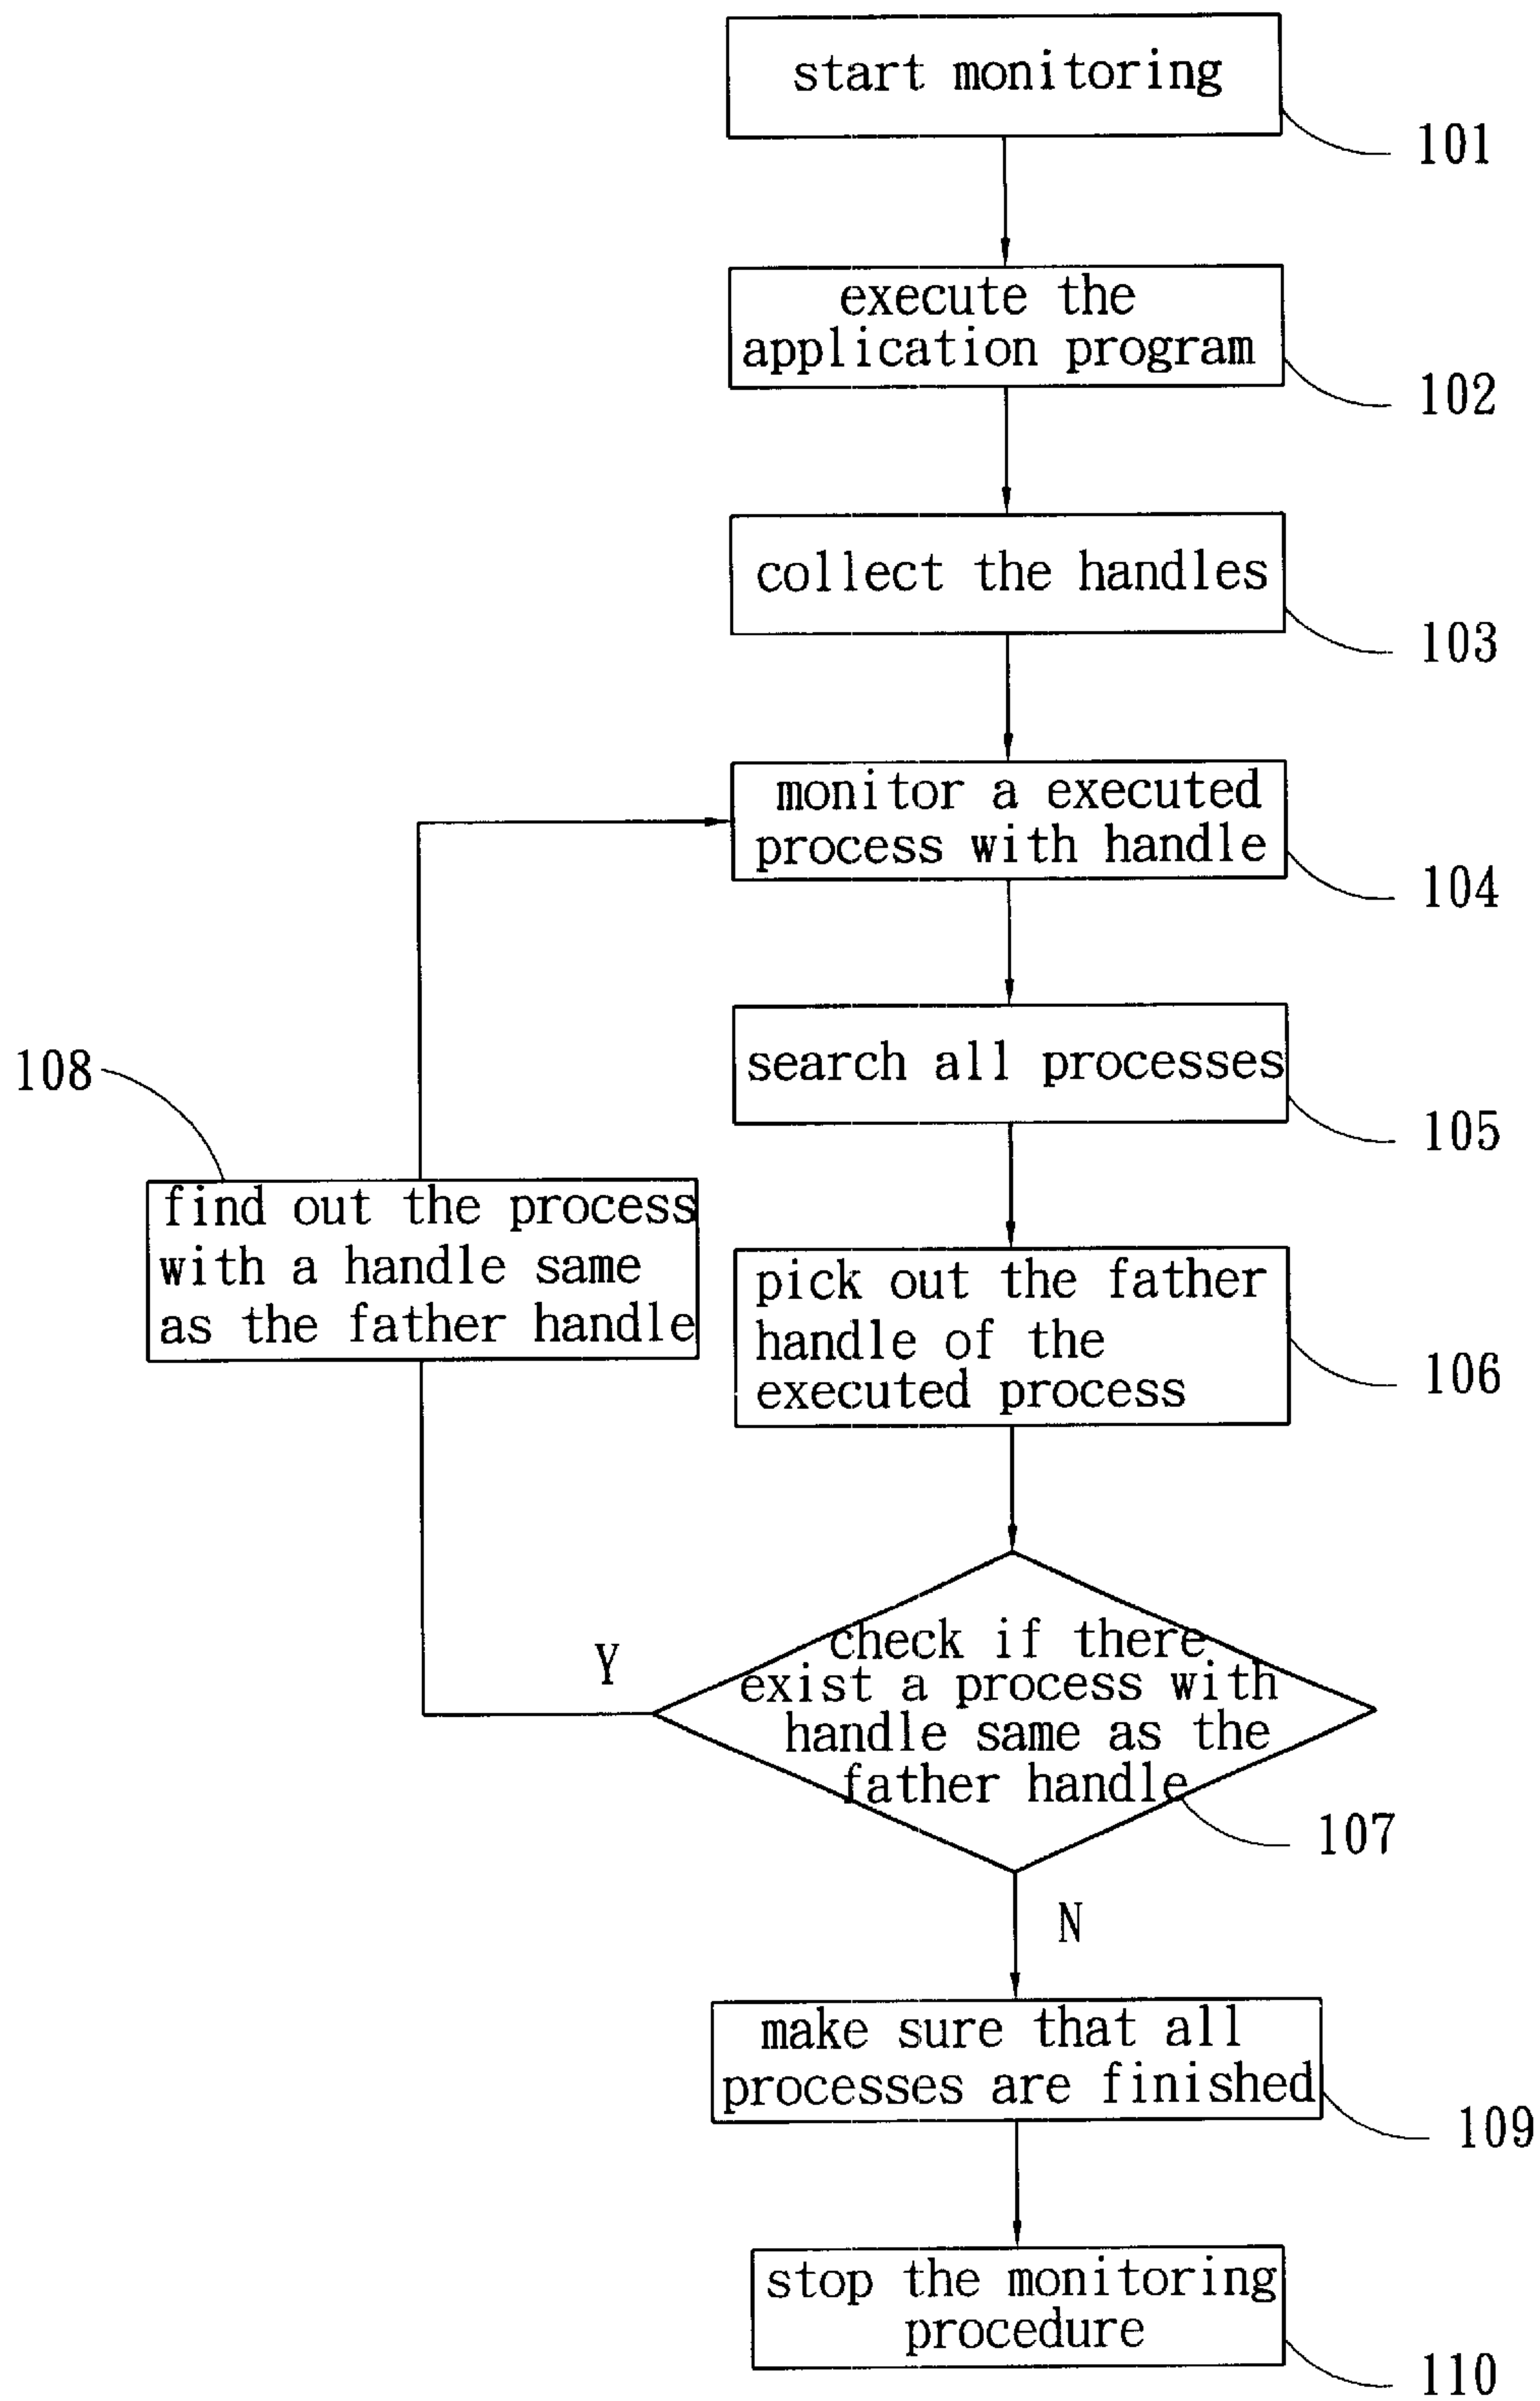 start monitoring
101
execute the
application program
102
collect the handles
103
monitor a executed
process with handle
104
search all processes
105
108
find out the process
with a handle same
as the father handle
pick out the father
handle of the
executed process
106
check if there
exist a process with
handle same as the
father handle
Y
107
N
make sure that all
processes are finished
109
stop the monitoring
procedure
110